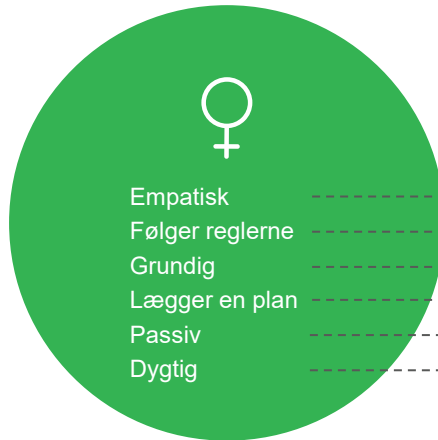 Empatisk
Følger reglerne
Grundig
Lægger en plan
Passiv
Dygtig